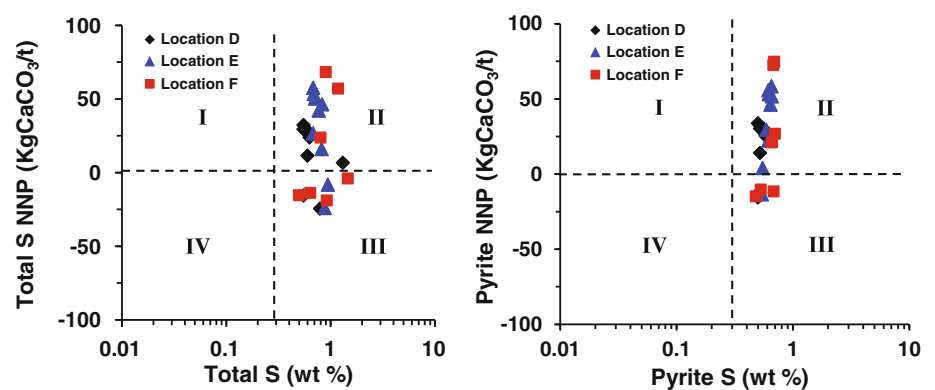 100
50
0
-50
-100
Total S NNP (KgCaCO3/t)
Location D
Location E
Location F
I
II
IV
III
0.01
0.1
1
10
Total S (wt %)
100
50
0
-50
-100
Pyrite NNP (KgCaCO3/t)
Location D
Location E
Location F
I
II
IV
III
0.01
0.1
1
10
Pyrite S (wt %)